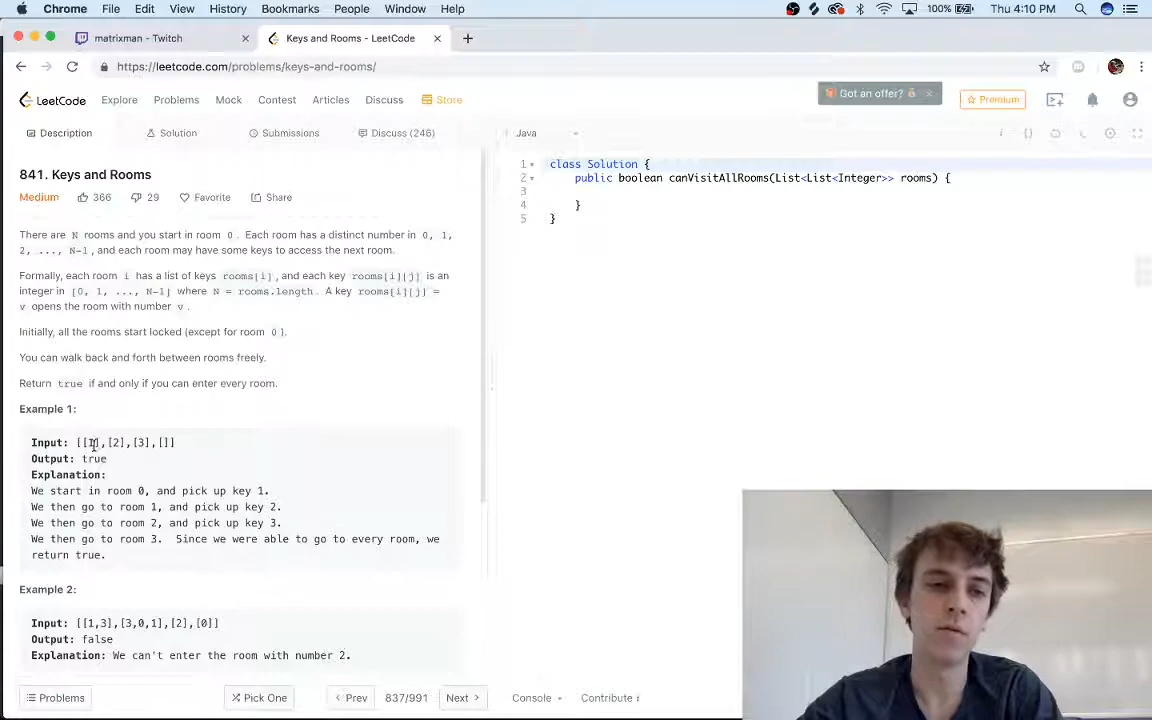 Chrome File Edit View History Bookmarks People Window Help 100% Thu 4:10 PM
matrixman - Twitch Keys and Rooms - LeetCode
https://leetcode.com/problems/keys-and-rooms/
LeetCode Explore Problems Mock Contest Articles Discuss Store Got an offer? Premium
Description Solution Submissions Discuss (246) Java
841. Keys and Rooms
Medium 366 29 Favorite Share
There are N rooms and you start in room 0. Each room has a distinct number in 0, 1,
2, ..., N-1, and each room may have some keys to access the next room.
Formally, each room i has a list of keys rooms[i], and each key rooms[i][j] is an
integer in [0, 1, ..., N-1] where N = rooms.length. A key rooms[i][j] =
v opens the room with number v.
Initially, all the rooms start locked (except for room 0).
You can walk back and forth between rooms freely.
Return true if and only if you can enter every room.
Example 1:
Input: [[1],[2],[3],[]]
Output: true
Explanation:
We start in room 0, and pick up key 1.
We then go to room 1, and pick up key 2.
We then go to room 2, and pick up key 3.
We then go to room 3. Since we were able to go to every room, we
return true.
Example 2:
Input: [[1,3],[3,0,1],[2],[0]]
Output: false
Explanation: We can't enter the room with number 2.
Problems Pick One Prev 837/991 Next Console Contribute
1 class Solution {
2 public boolean canVisitAllRooms(List<List<Integer>> rooms) {
3
4 }
5 }